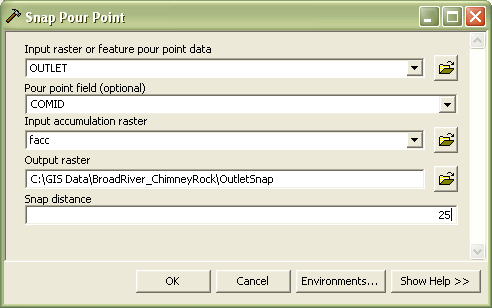 Snap Pour Point
Input raster or feature pour point data
OUTLET
Pour point field (optional)
COMID
Input accumulation raster
facc
Output raster
C:\GIS Data\BroadRiver_ChimneyRock\OutletSnap
Snap distance
25
OK Cancel Environments... Show Help >>